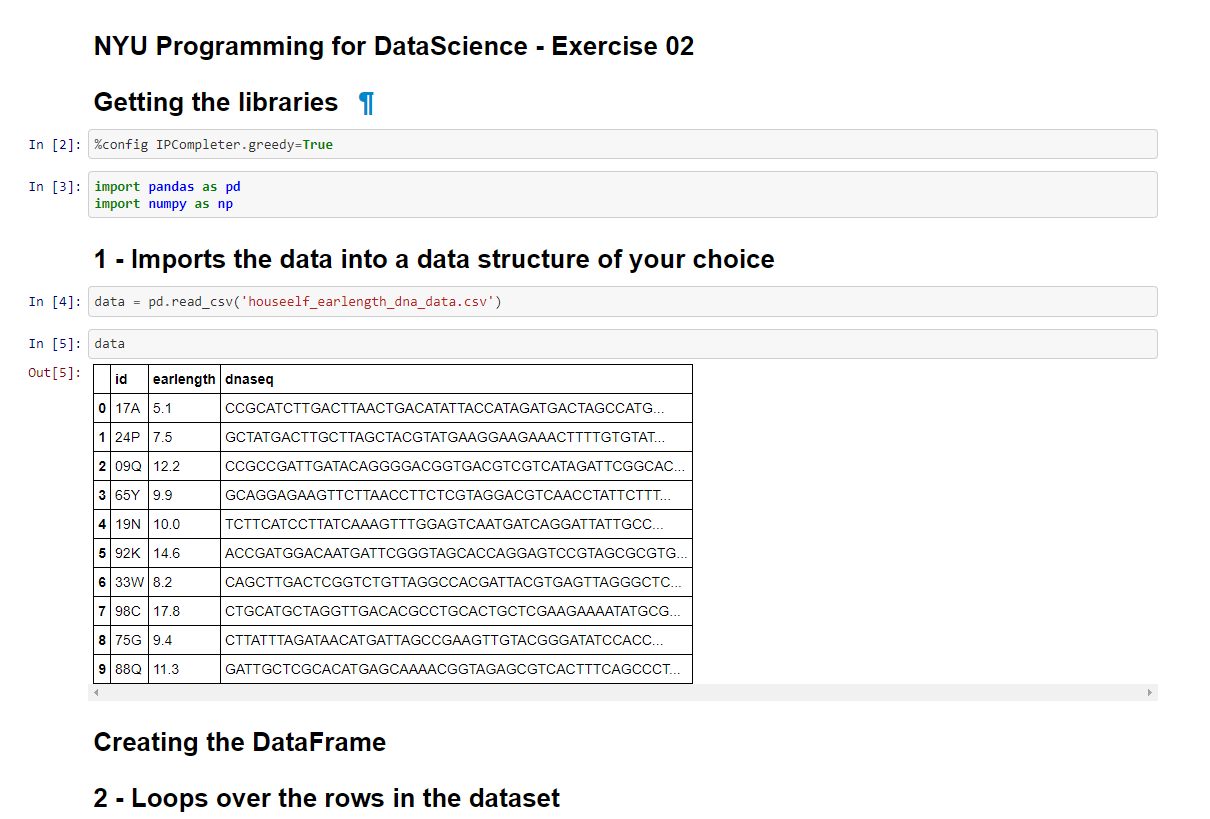 NYU Programming for DataScience - Exercise 02
Getting the libraries ¶
In [2]: %config IPCompleter.greedy=True
In [3]: import pandas as pd
import numpy as np
1 - Imports the data into a data structure of your choice
In [4]: data = pd.read_csv('houseelf_earlength_dna_data.csv')
In [5]: data
Out[5]:
id earlength dnaseq
0 17A 5.1 CCGCATCTTGACTTAACTGACATATTACCATAGATGACTAGCCATG...
1 24P 7.5 GCTATGACTTGCTTAGCTACGTATGAAGGAAGAAACTTTTGTGTAT...
2 09Q 12.2 CCGCCGATTGATACAGGGGACGGTGACGTCGTCATAGATTCGGCAC...
3 65Y 9.9 GCAGGAGAAGTTCTTAACCTTCTCGTAGGACGTCAACCTATTCTTT...
4 19N 10.0 TCTTCATCCTTATCAAAGTTTGGAGTCAATGATCAGGATTATTGCC...
5 92K 14.6 ACCGATGGACAATGATTCGGGTAGCACCAGGAGTCCGTAGCGCGTG...
6 33W 8.2 CAGCTTGACTCGGTCTGTTAGGCCACGATTACGTGAGTTAGGGCTC...
7 98C 17.8 CTGCATGCTAGGTTGACACGCCTGCACTGCTCGAAGAAAATATGCG...
8 75G 9.4 CTTATTTAGATAACATGATTAGCCGAAGTTGTACGGGATATCCACC...
9 88Q 11.3 GATTGCTCGCACATGAGCAAAACGGTAGAGCGTCACTTTCAGCCCT...
Creating the DataFrame
2 - Loops over the rows in the dataset